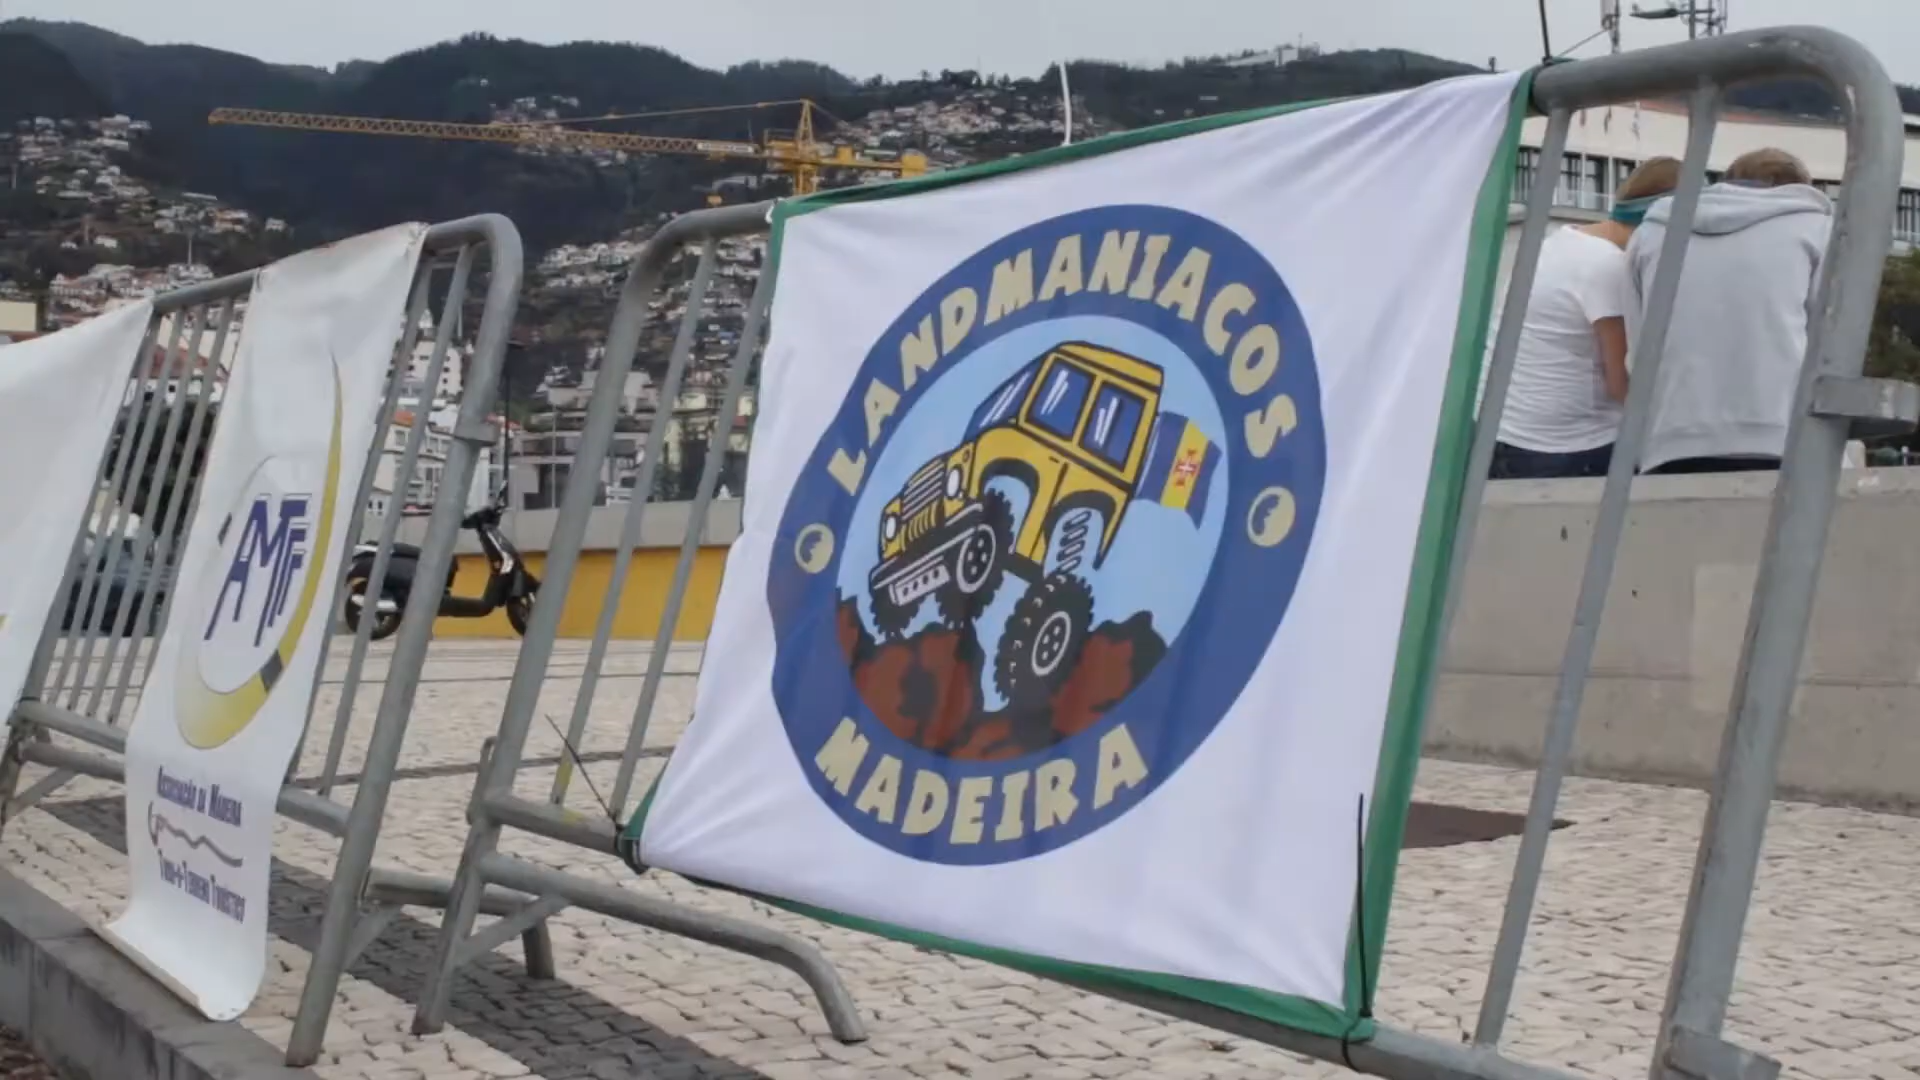 LANDMANIACOS
MADEIRA
AMTF
ASSOCIAÇÃO DA MADEIRA
TODO-O-TERRENO TURÍSTICO